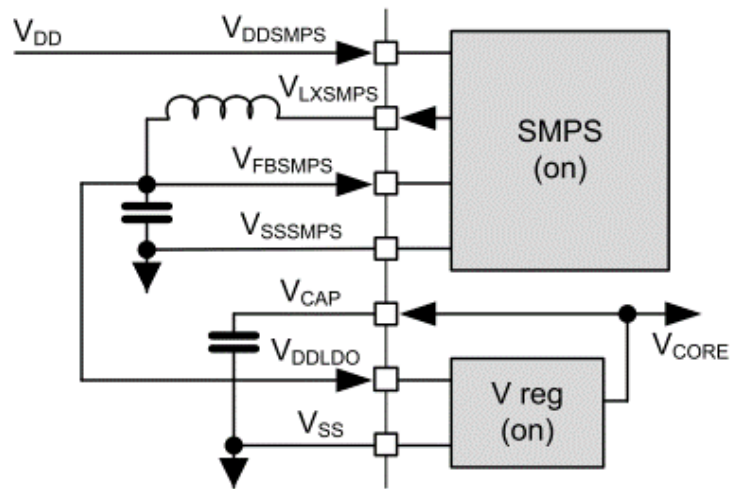 VDD
VDDSMPS
VLXSMPS
SMPS
(on)
VFBSMPS
VSSSMPS
VCAP
VCORE
VDDLDO
V reg
(on)
VSS